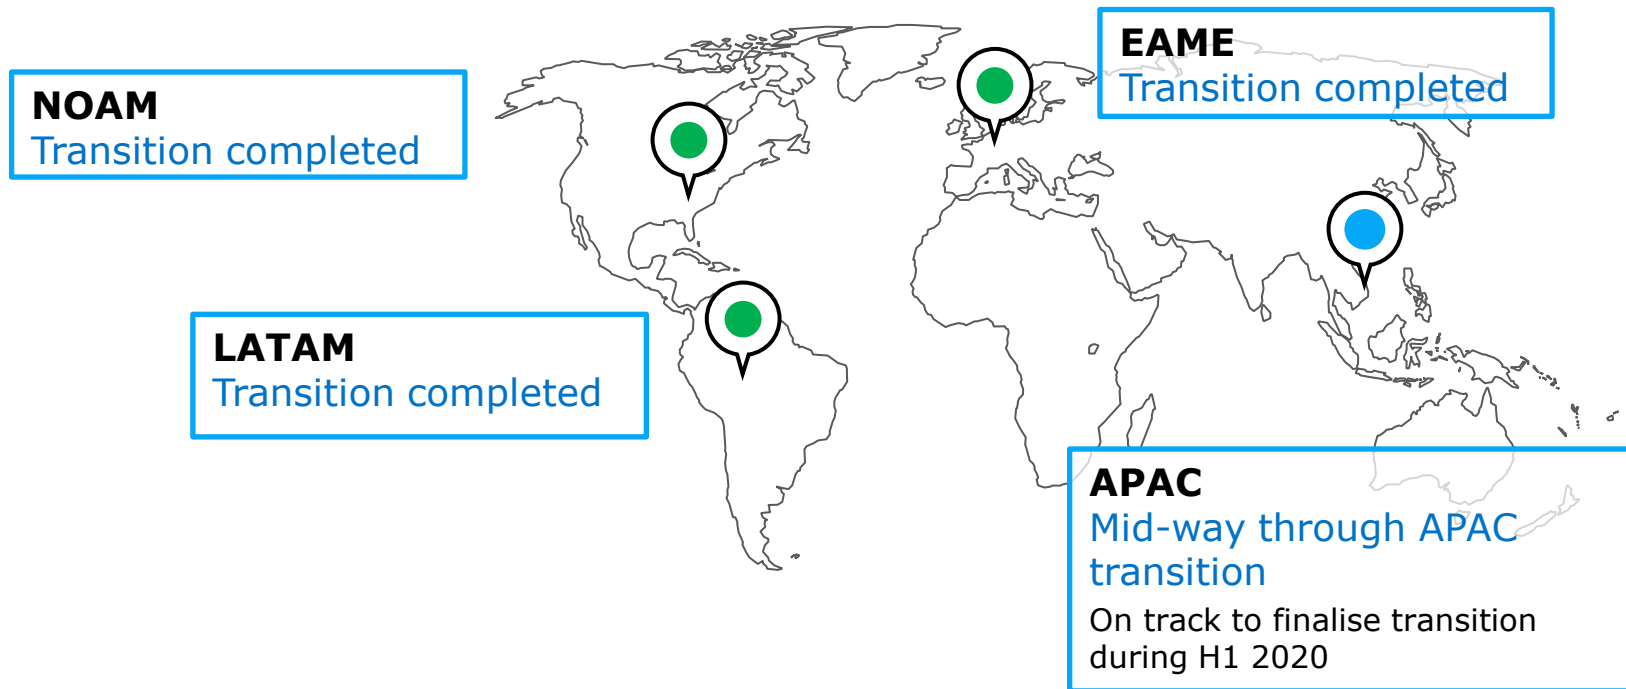 NOAM
Transition completed
EAME
Transition completed
LATAM
Transition completed
APAC
Mid-way through APAC
transition
On track to finalise transition
during H1 2020